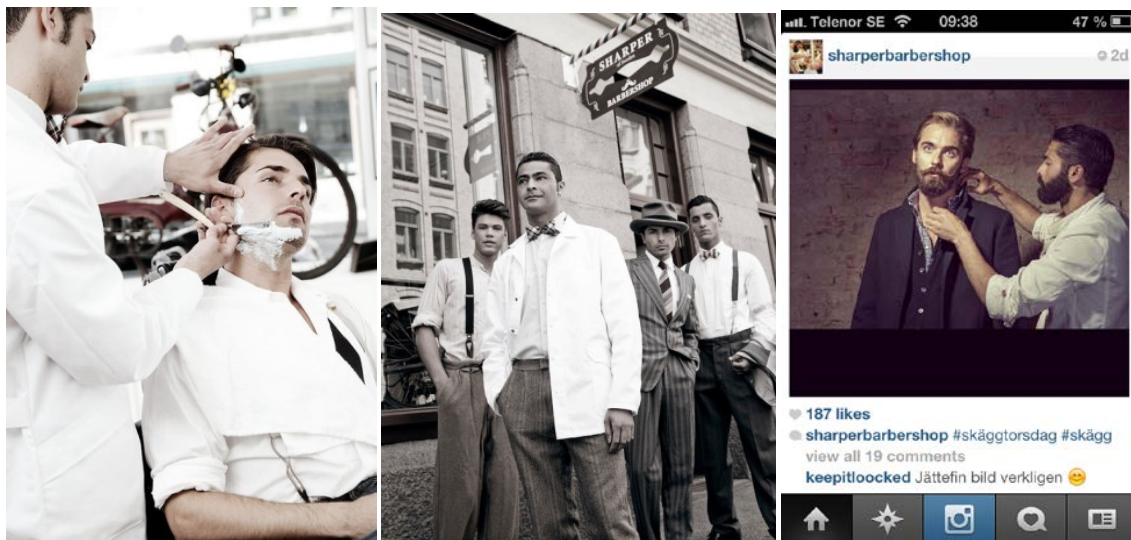 SHARPER
BARBERSHOP
Telenor SE 09:38 47 %
sharperbarbershop 2d
187 likes
sharperbarbershop #skäggtorsdag #skägg
view all 19 comments
keepitloocked Jättefin bild verkligen 😊